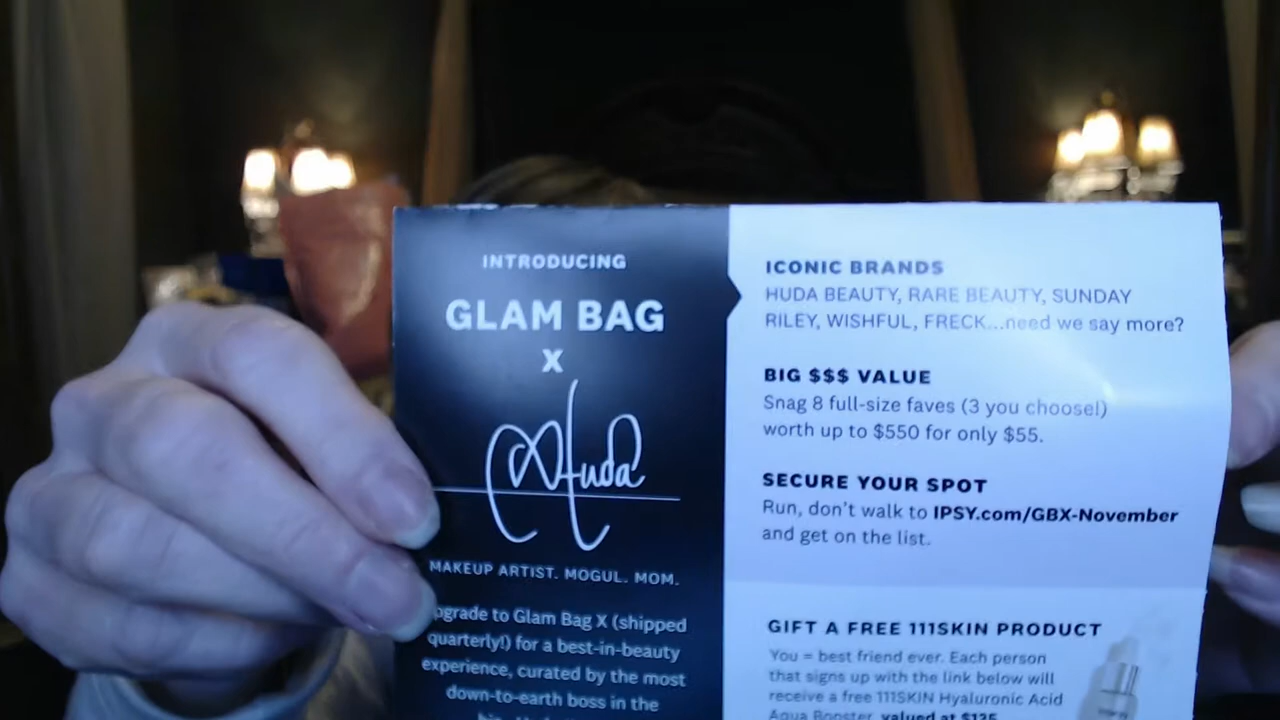 INTRODUCING
GLAM BAG
X
Huda
MAKEUP ARTIST. MOGUL. MOM.
pgrade to Glam Bag X (shipped
quarterly!) for a best-in-beauty
experience, curated by the most
down-to-earth boss in the
ICONIC BRANDS
HUDA BEAUTY, RARE BEAUTY, SUNDAY
RILEY, WISHFUL, FRECK...need we say more?
BIG $$$ VALUE
Snag 8 full-size faves (3 you choose!)
worth up to $550 for only $55.
SECURE YOUR SPOT
Run, don't walk to IPSY.com/GBX-November
and get on the list.
GIFT A FREE 111SKIN PRODUCT
You = best friend ever. Each person
that signs up with the link below will
receive a free 111SKIN Hyaluronic Acid
Aqua Booster, valued at $135